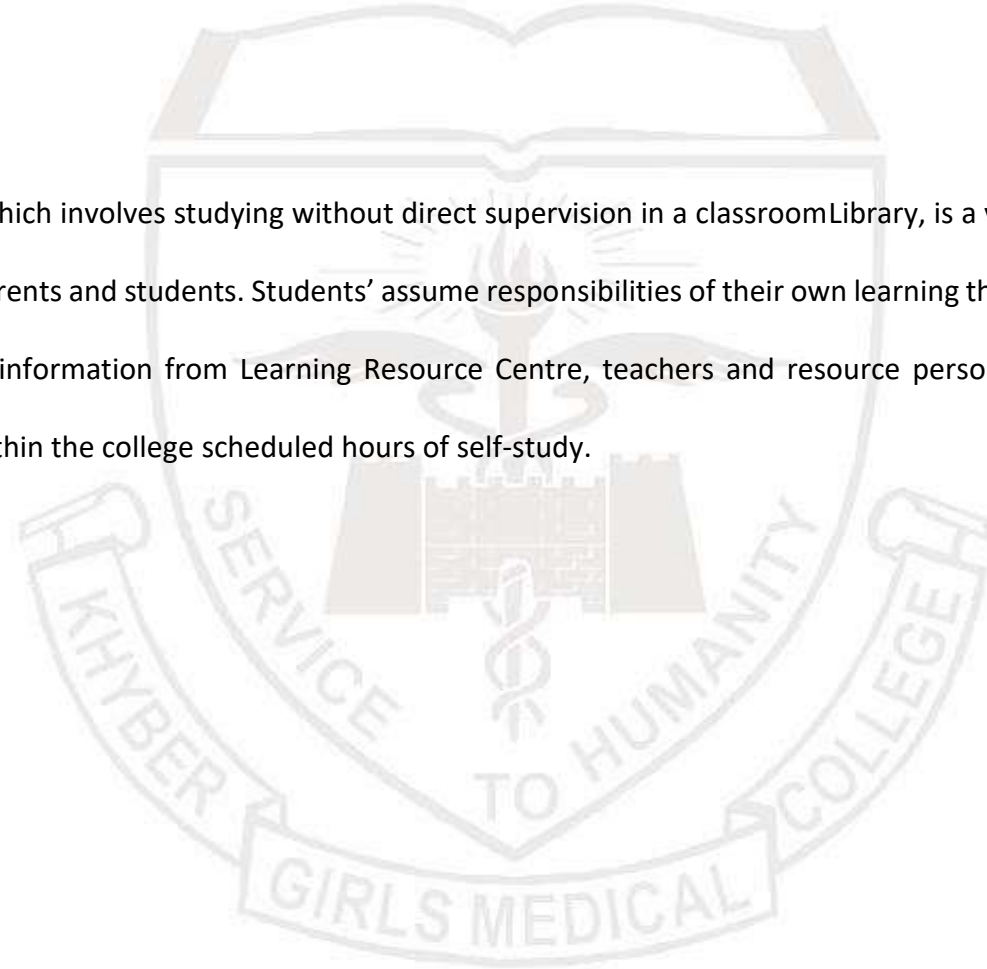 hich involves studying without direct supervision in a classroomLibrary, is a v
rents and students. Students’ assume responsibilities of their own learning th
information from Learning Resource Centre, teachers and resource perso
thin the college scheduled hours of self-study.
SERVICE TO HUMANITY
KHYBER GIRLS MEDICAL COLLEGE